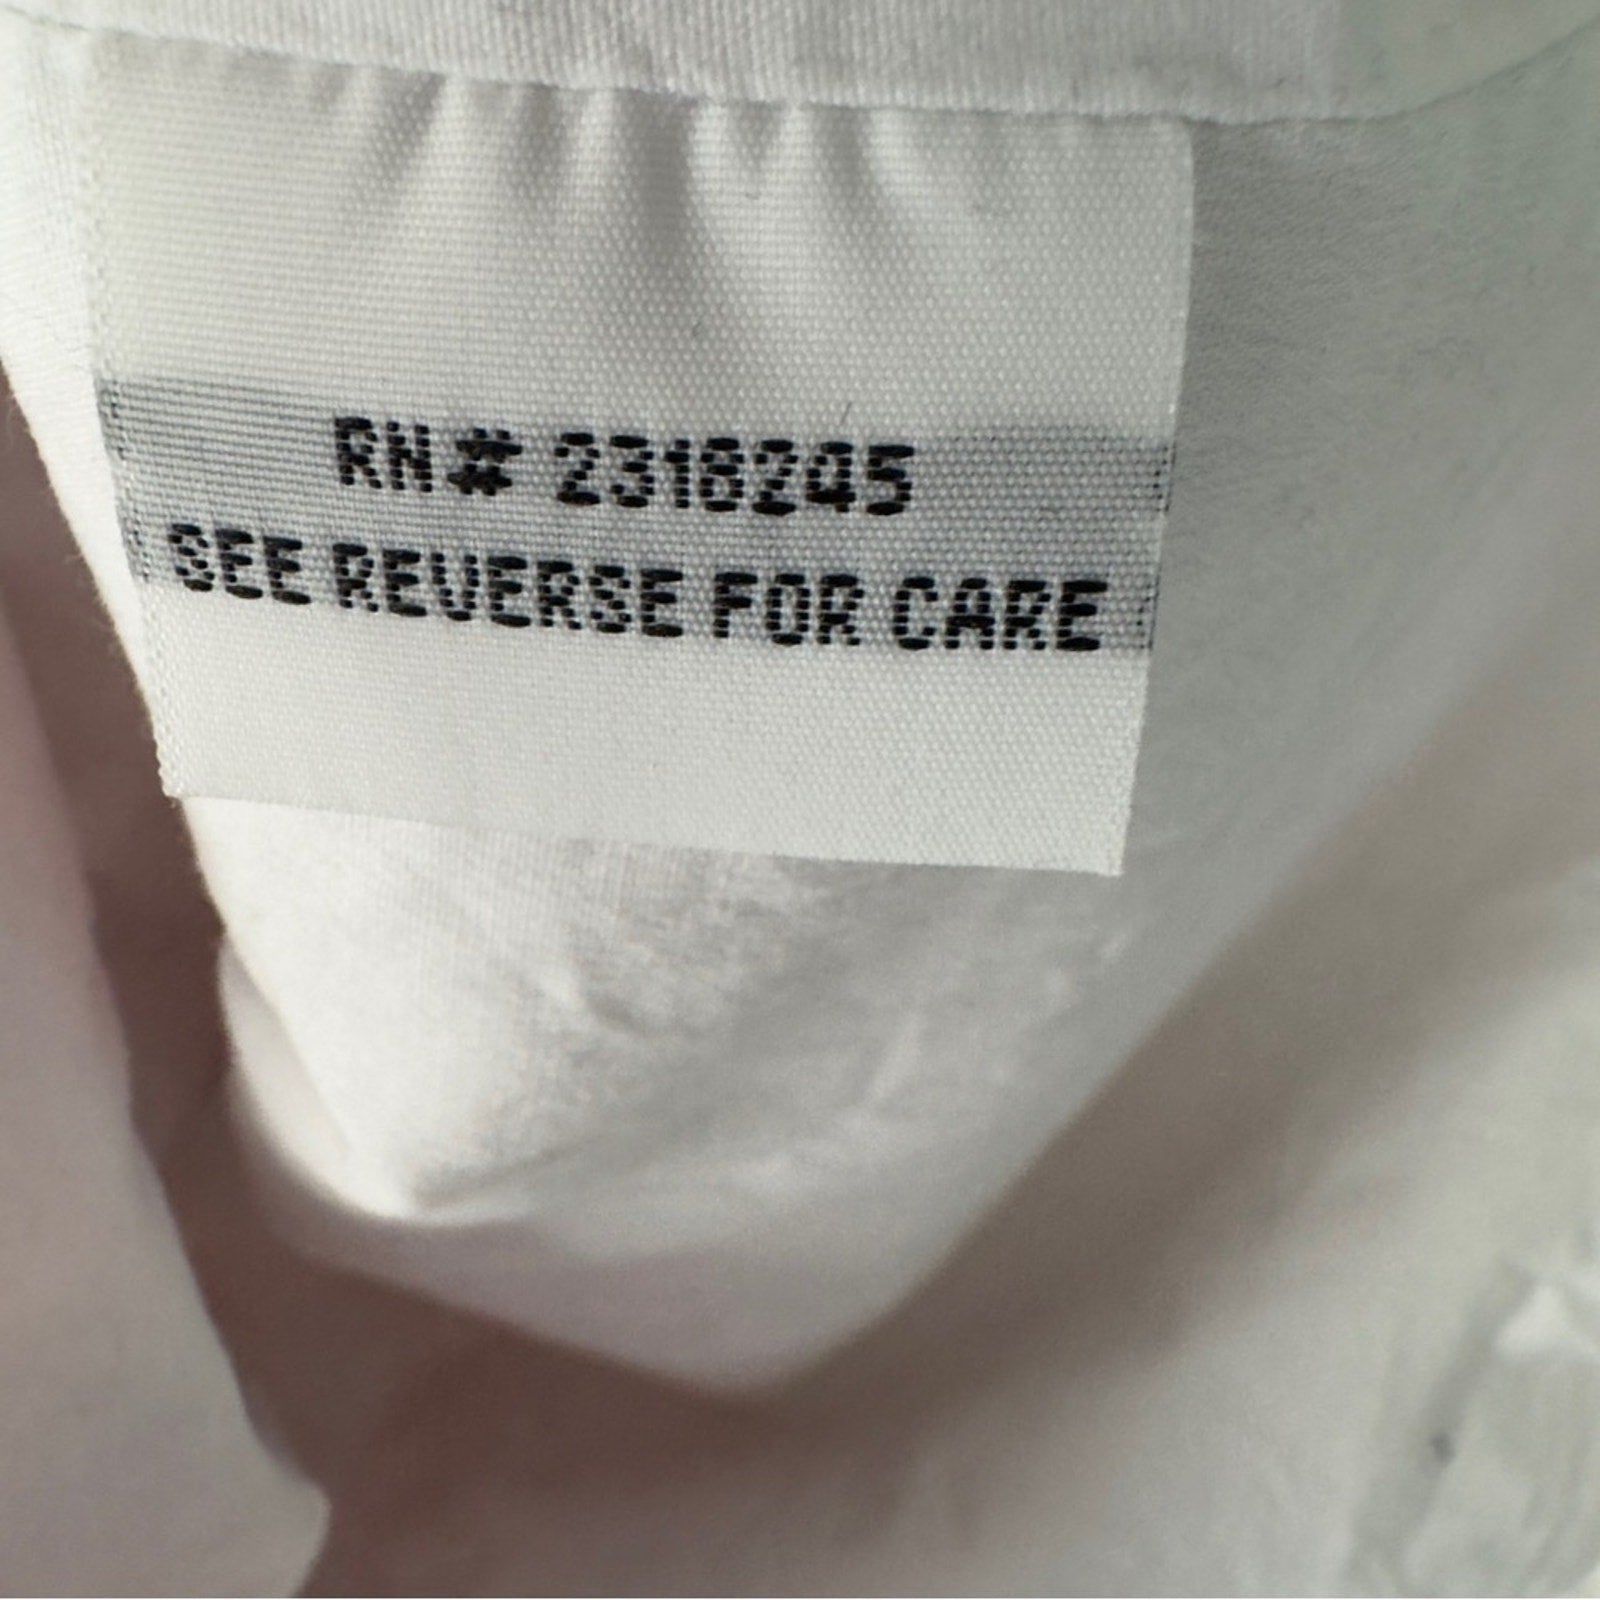 RN# 2318245
SEE REVERSE FOR CARE